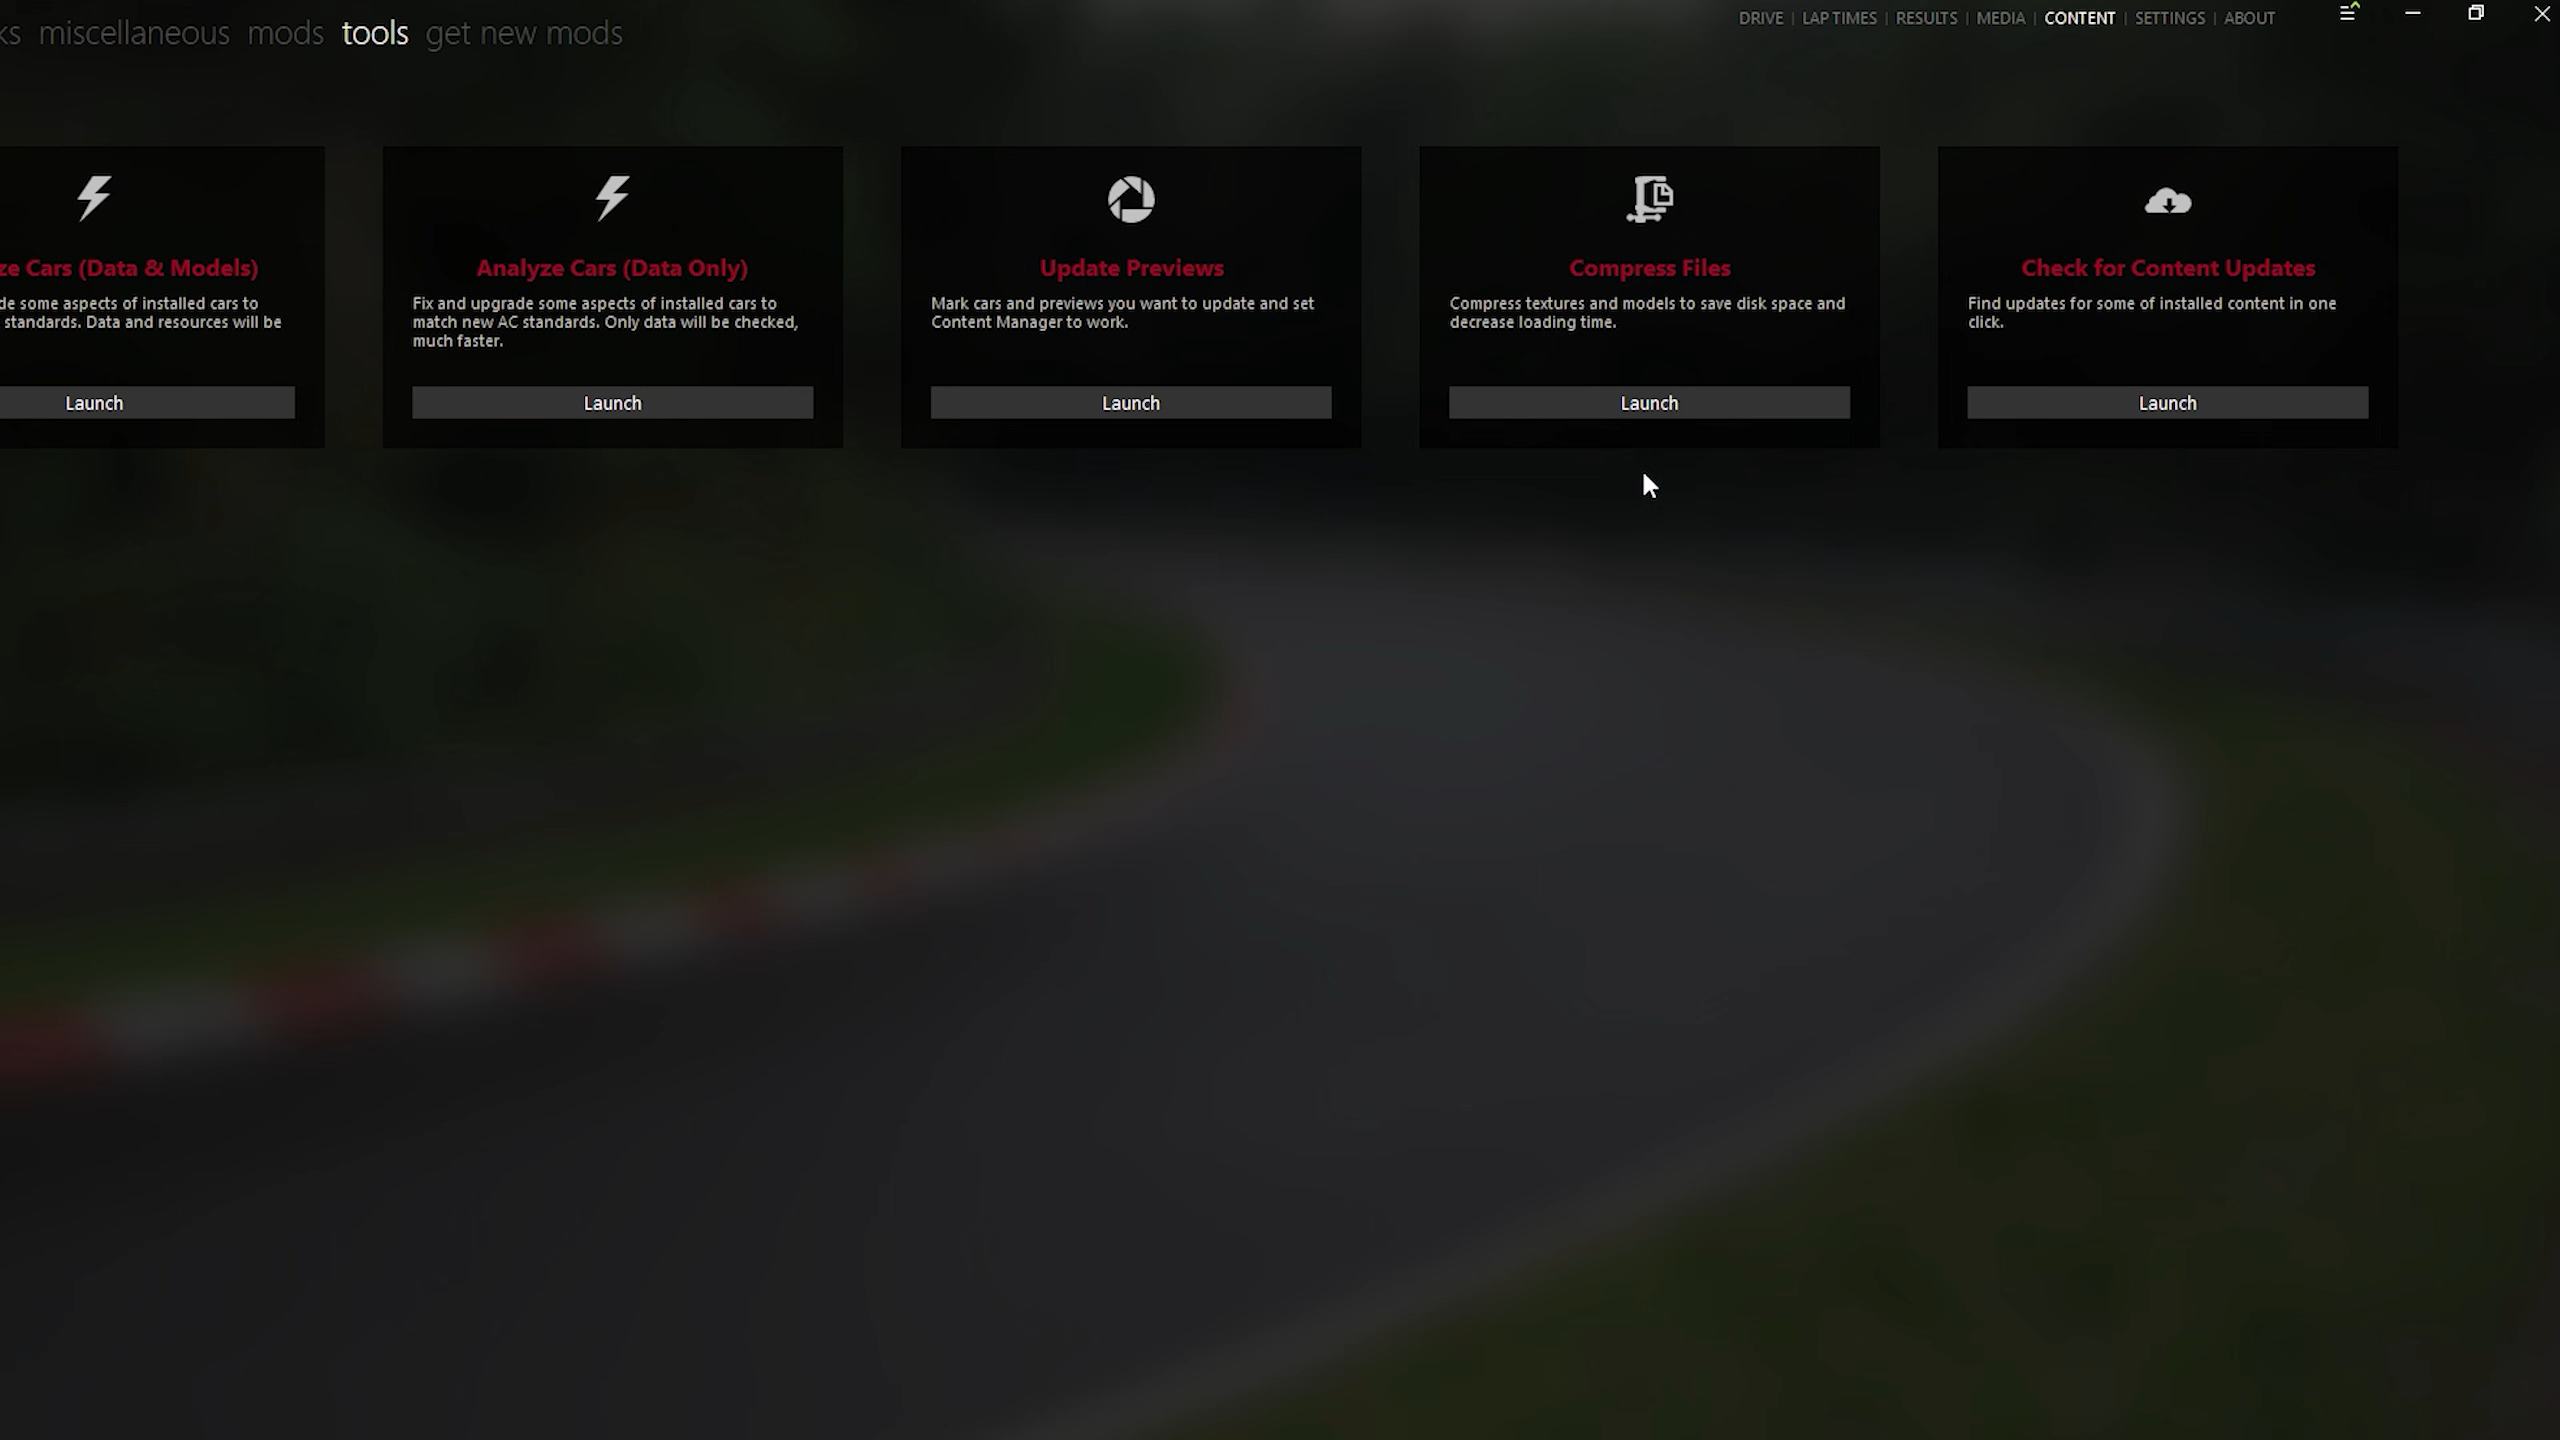 ks miscellaneous mods tools get new mods
DRIVE | LAP TIMES | RESULTS | MEDIA | CONTENT | SETTINGS | ABOUT
ze Cars (Data & Models)
de some aspects of installed cars to
standards. Data and resources will be
Launch
Analyze Cars (Data Only)
Fix and upgrade some aspects of installed cars to
match new AC standards. Only data will be checked,
much faster.
Launch
Update Previews
Mark cars and previews you want to update and set
Content Manager to work.
Launch
Compress Files
Compress textures and models to save disk space and
decrease loading time.
Launch
Check for Content Updates
Find updates for some of installed content in one
click.
Launch